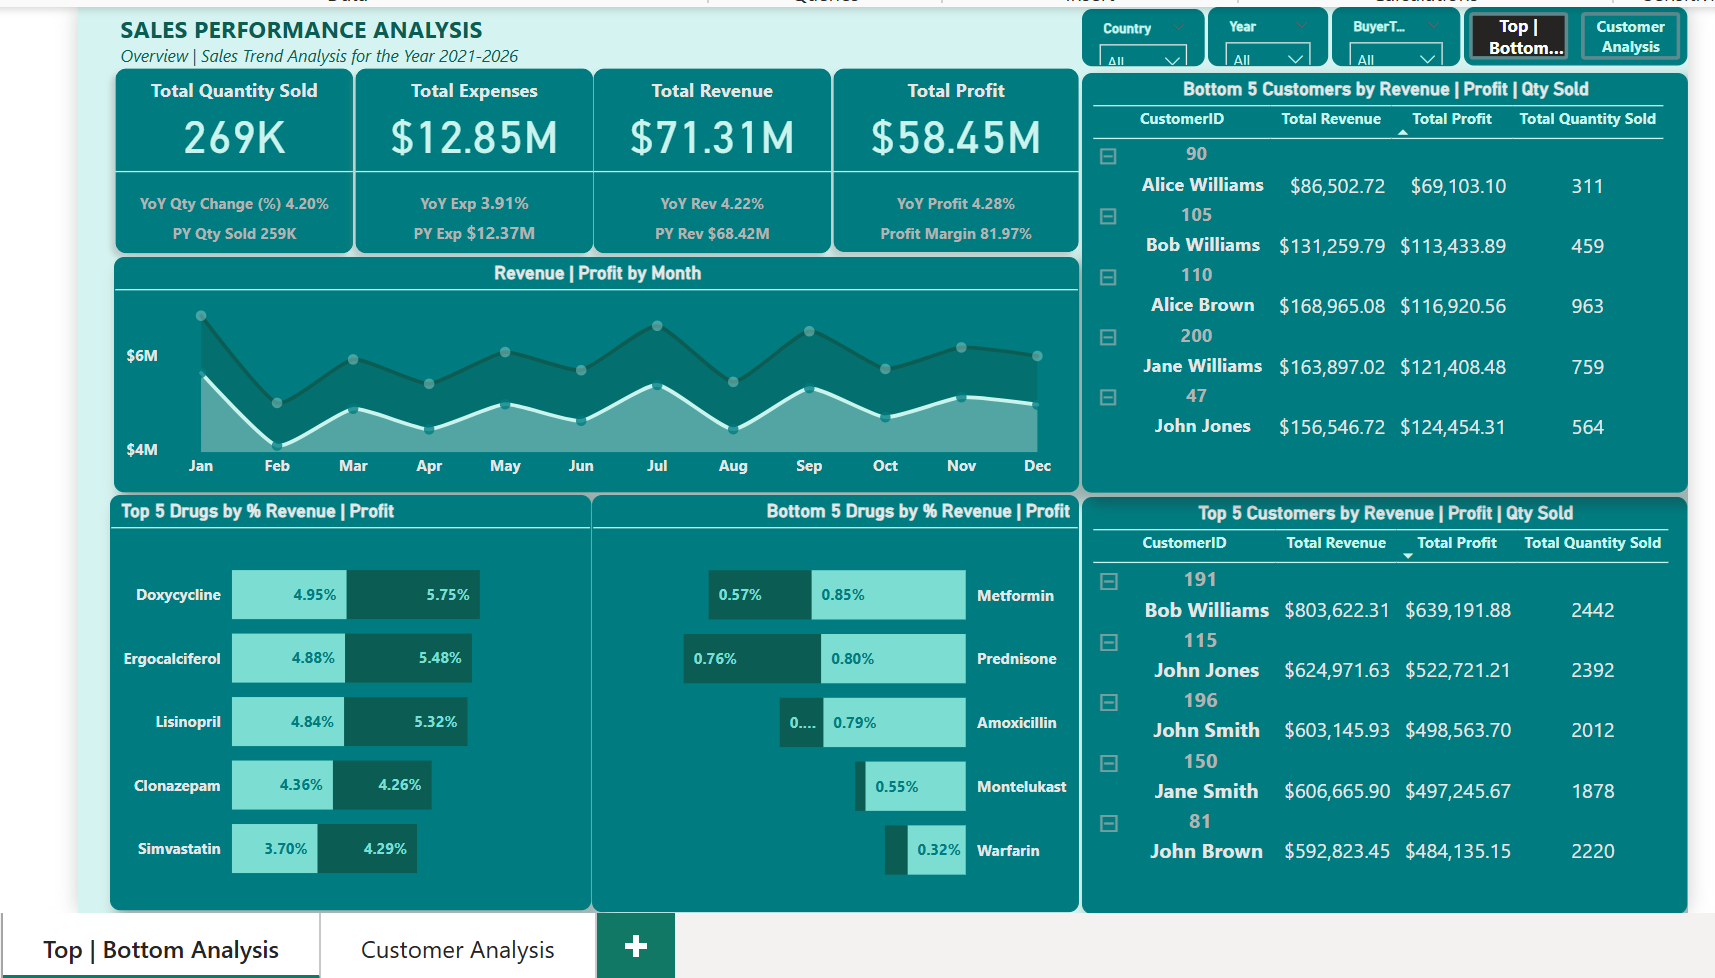 SALES PERFORMANCE ANALYSIS
Overview | Sales Trend Analysis for the Year 2021-2026
Country
All
Year
All
BuyerT...
All
Top |
Bottom...
Customer
Analysis
Total Quantity Sold
269K
YoY Qty Change (%) 4.20%
PY Qty Sold 259K
Total Expenses
$12.85M
YoY Exp 3.91%
PY Exp $12.37M
Total Revenue
$71.31M
YoY Rev 4.22%
PY Rev $68.42M
Total Profit
$58.45M
YoY Profit 4.28%
Profit Margin 81.97%
Revenue | Profit by Month
$6M
$4M
Jan Feb Mar Apr May Jun Jul Aug Sep Oct Nov Dec
Top 5 Drugs by % Revenue | Profit
Doxycycline 4.95% 5.75%
Ergocalciferol 4.88% 5.48%
Lisinopril 4.84% 5.32%
Clonazepam 4.36% 4.26%
Simvastatin 3.70% 4.29%
Bottom 5 Drugs by % Revenue | Profit
0.57% 0.85% Metformin
0.76% 0.80% Prednisone
0.... 0.79% Amoxicillin
0.55% Montelukast
0.32% Warfarin
Bottom 5 Customers by Revenue | Profit | Qty Sold
CustomerID Total Revenue Total Profit Total Quantity Sold
90
Alice Williams $86,502.72 $69,103.10 311
105
Bob Williams $131,259.79 $113,433.89 459
110
Alice Brown $168,965.08 $116,920.56 963
200
Jane Williams $163,897.02 $121,408.48 759
47
John Jones $156,546.72 $124,454.31 564
Top 5 Customers by Revenue | Profit | Qty Sold
CustomerID Total Revenue Total Profit Total Quantity Sold
191
Bob Williams $803,622.31 $639,191.88 2442
115
John Jones $624,971.63 $522,721.21 2392
196
John Smith $603,145.93 $498,563.70 2012
150
Jane Smith $606,665.90 $497,245.67 1878
81
John Brown $592,823.45 $484,135.15 2220
Top | Bottom Analysis
Customer Analysis